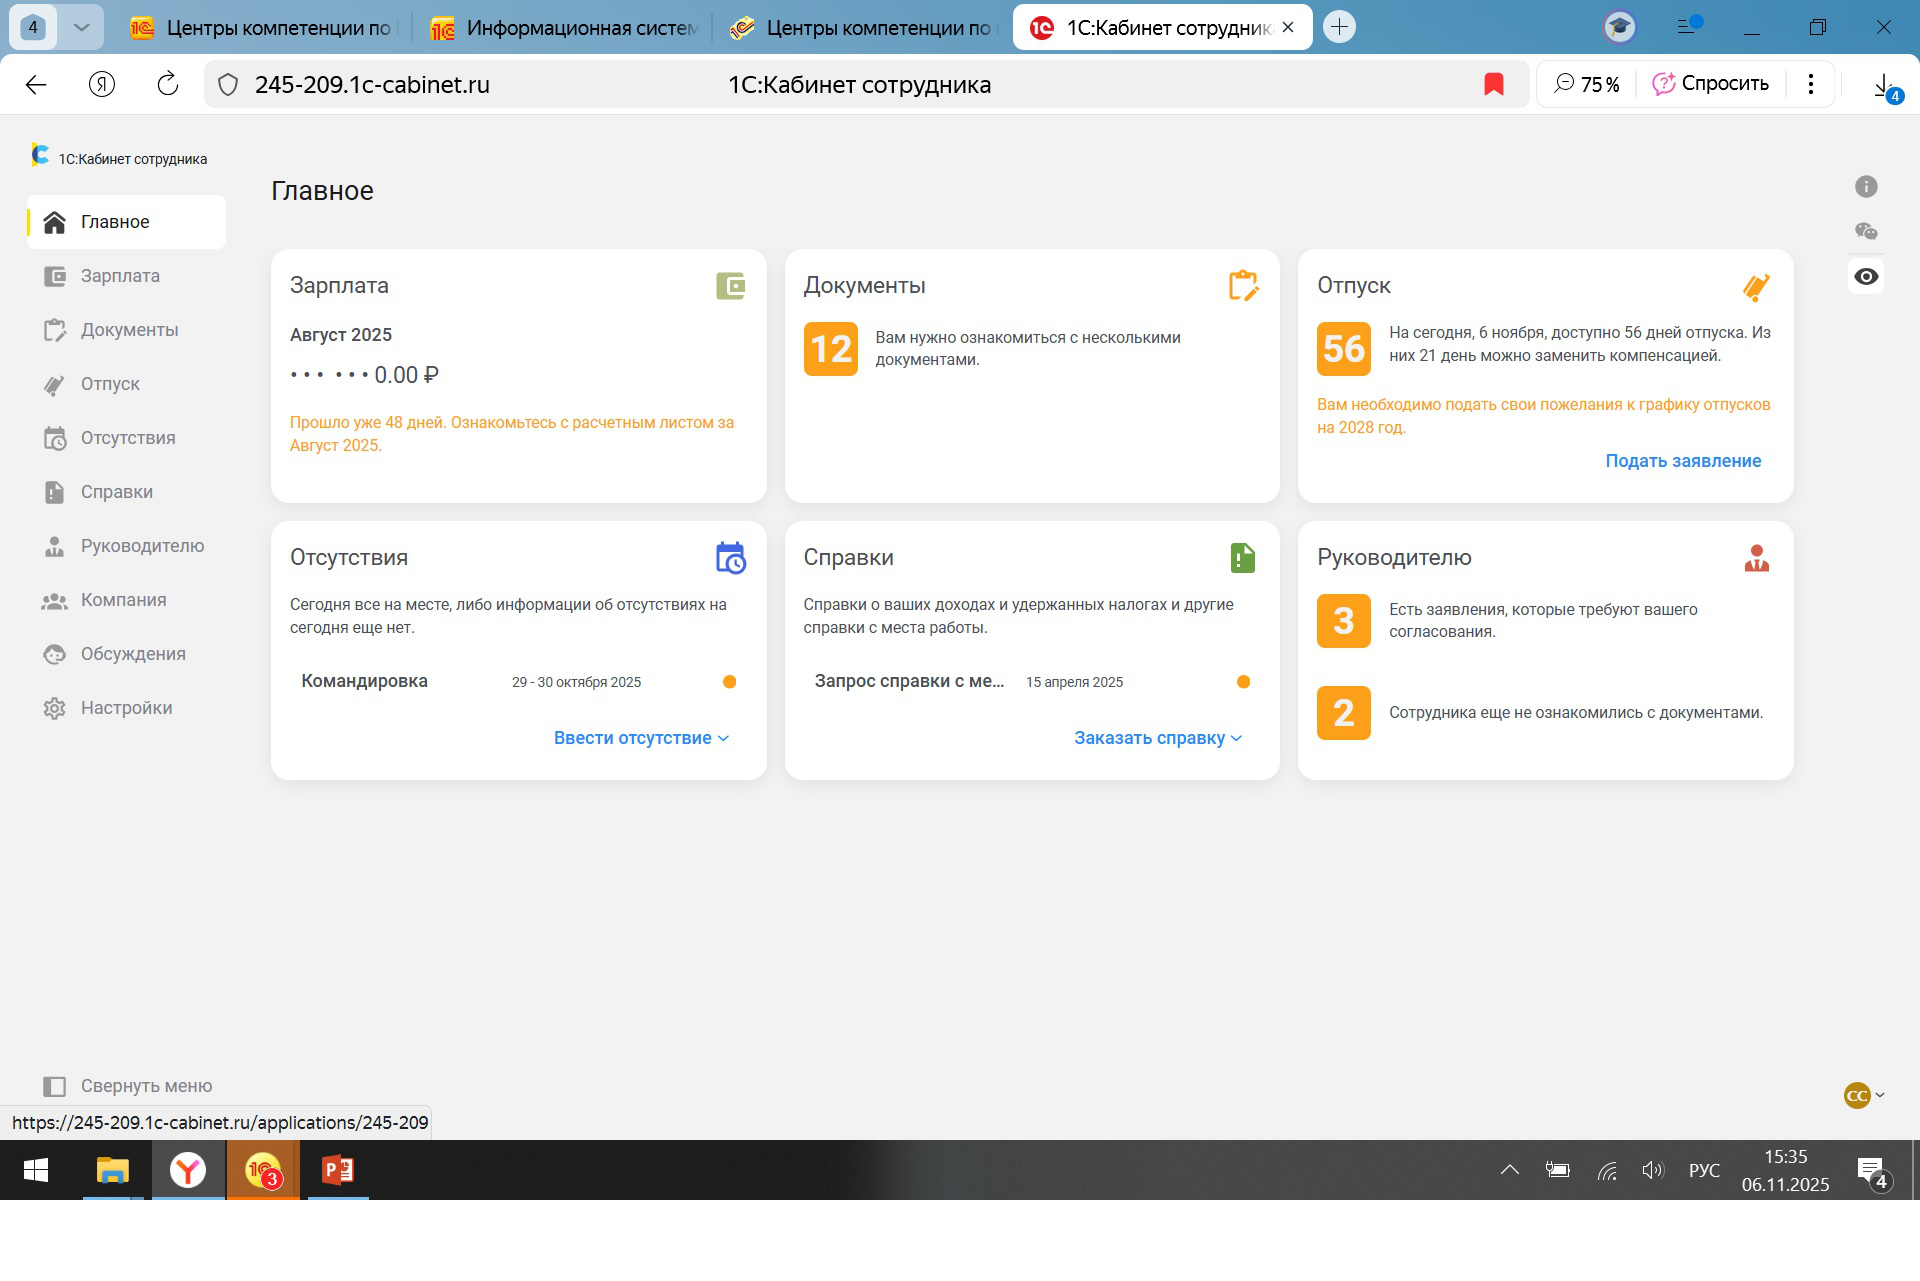 4
Центры компетенции по
Информационная систем
Центры компетенции по
1С:Кабинет сотрудник
245-209.1c-cabinet.ru
1С:Кабинет сотрудника
75 %
Спросить
4
1С:Кабинет сотрудника
Главное
Зарплата
Документы
Отпуск
Отсутствия
Справки
Руководителю
Компания
Обсуждения
Настройки
Свернуть меню
Главное
Зарплата
Август 2025
• • • • • • 0.00 ₽
Прошло уже 48 дней. Ознакомьтесь с расчетным листом за
Август 2025.
Документы
12
Вам нужно ознакомиться с несколькими
документами.
Отпуск
56
На сегодня, 6 ноября, доступно 56 дней отпуска. Из
них 21 день можно заменить компенсацией.
Вам необходимо подать свои пожелания к графику отпусков
на 2028 год.
Подать заявление
Отсутствия
Сегодня все на месте, либо информации об отсутствиях на
сегодня еще нет.
Командировка 29 - 30 октября 2025
Ввести отсутствие
Справки
Справки о ваших доходах и удержанных налогах и другие
справки с места работы.
Запрос справки с ме... 15 апреля 2025
Заказать справку
Руководителю
3
Есть заявления, которые требуют вашего
согласования.
2
Сотрудника еще не ознакомились с документами.
CC
https://245-209.1c-cabinet.ru/applications/245-209
3
РУС
15:35
06.11.2025
4